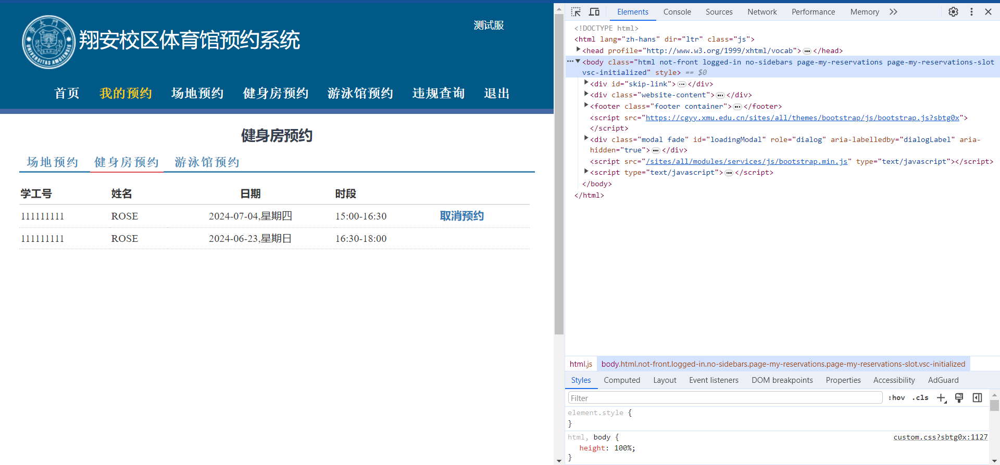 翔安校区体育馆预约系统
测试服
首页 我的预约 场地预约 健身房预约 游泳馆预约 违规查询 退出
健身房预约
场地预约 健身房预约 游泳馆预约
学工号 姓名 日期 时段
111111111 ROSE 2024-07-04,星期四 15:00-16:30 取消预约
111111111 ROSE 2024-06-23,星期日 16:30-18:00
Elements Console Sources Network Performance Memory
<!DOCTYPE html>
<html lang="zh-hans" dir="ltr" class="js">
<head profile="http://www.w3.org/1999/xhtml/vocab">…</head>
<body class="html not-front logged-in no-sidebars page-my-reservations page-my-reservations-slot
vsc-initialized" style> == $0
<div id="skip-link">…</div>
<div class="website-content">…</div>
<footer class="footer container">…</footer>
<script src="https://cgyy.xmu.edu.cn/sites/all/themes/bootstrap/js/bootstrap.js?sbtg0x">
</script>
<div class="modal fade" id="loadingModal" role="dialog" aria-labelledby="dialogLabel" aria-
hidden="true">…</div>
<script src="/sites/all/modules/services/js/bootstrap.min.js" type="text/javascript"></script>
<script type="text/javascript">…</script>
</body>
</html>
html.js body.html.not-front.logged-in.no-sidebars.page-my-reservations.page-my-reservations-slot.vsc-initialized
Styles Computed Layout Event listeners DOM breakpoints Properties Accessibility AdGuard
Filter :hov .cls
element.style {
}
html, body { custom.css?sbtg0x:1127
height: 100%;
}